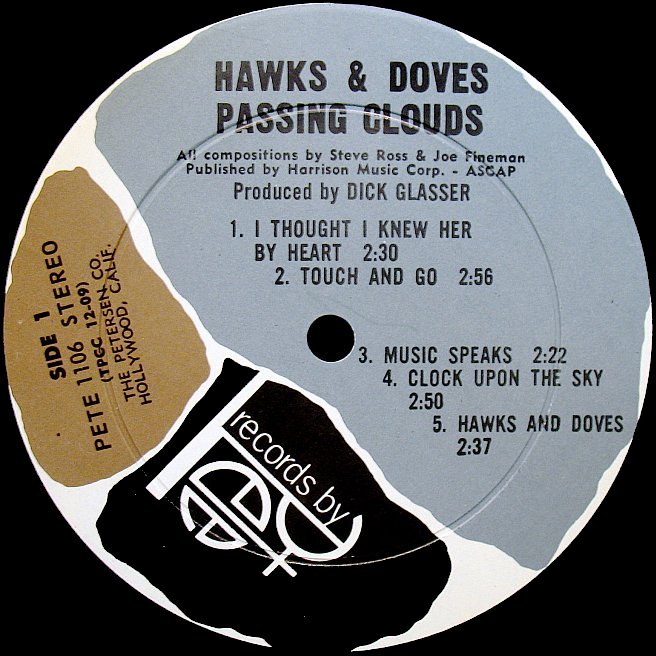 HAWKS & DOVES
PASSING CLOUDS
All compositions by Steve Ross & Joe Fineman
Published by Harrison Music Corp. - ASCAP
Produced by DICK GLASSER
1. I THOUGHT I KNEW HER
BY HEART 2:30
2. TOUCH AND GO 2:56
3. MUSIC SPEAKS 2:22
4. CLOCK UPON THE SKY
2:50
5. HAWKS AND DOVES
2:37
SIDE 1
PETE 1106 STEREO
(TPGC 12-09)
THE PETERSEN CO.
HOLLYWOOD, CALIF.
records by
pete